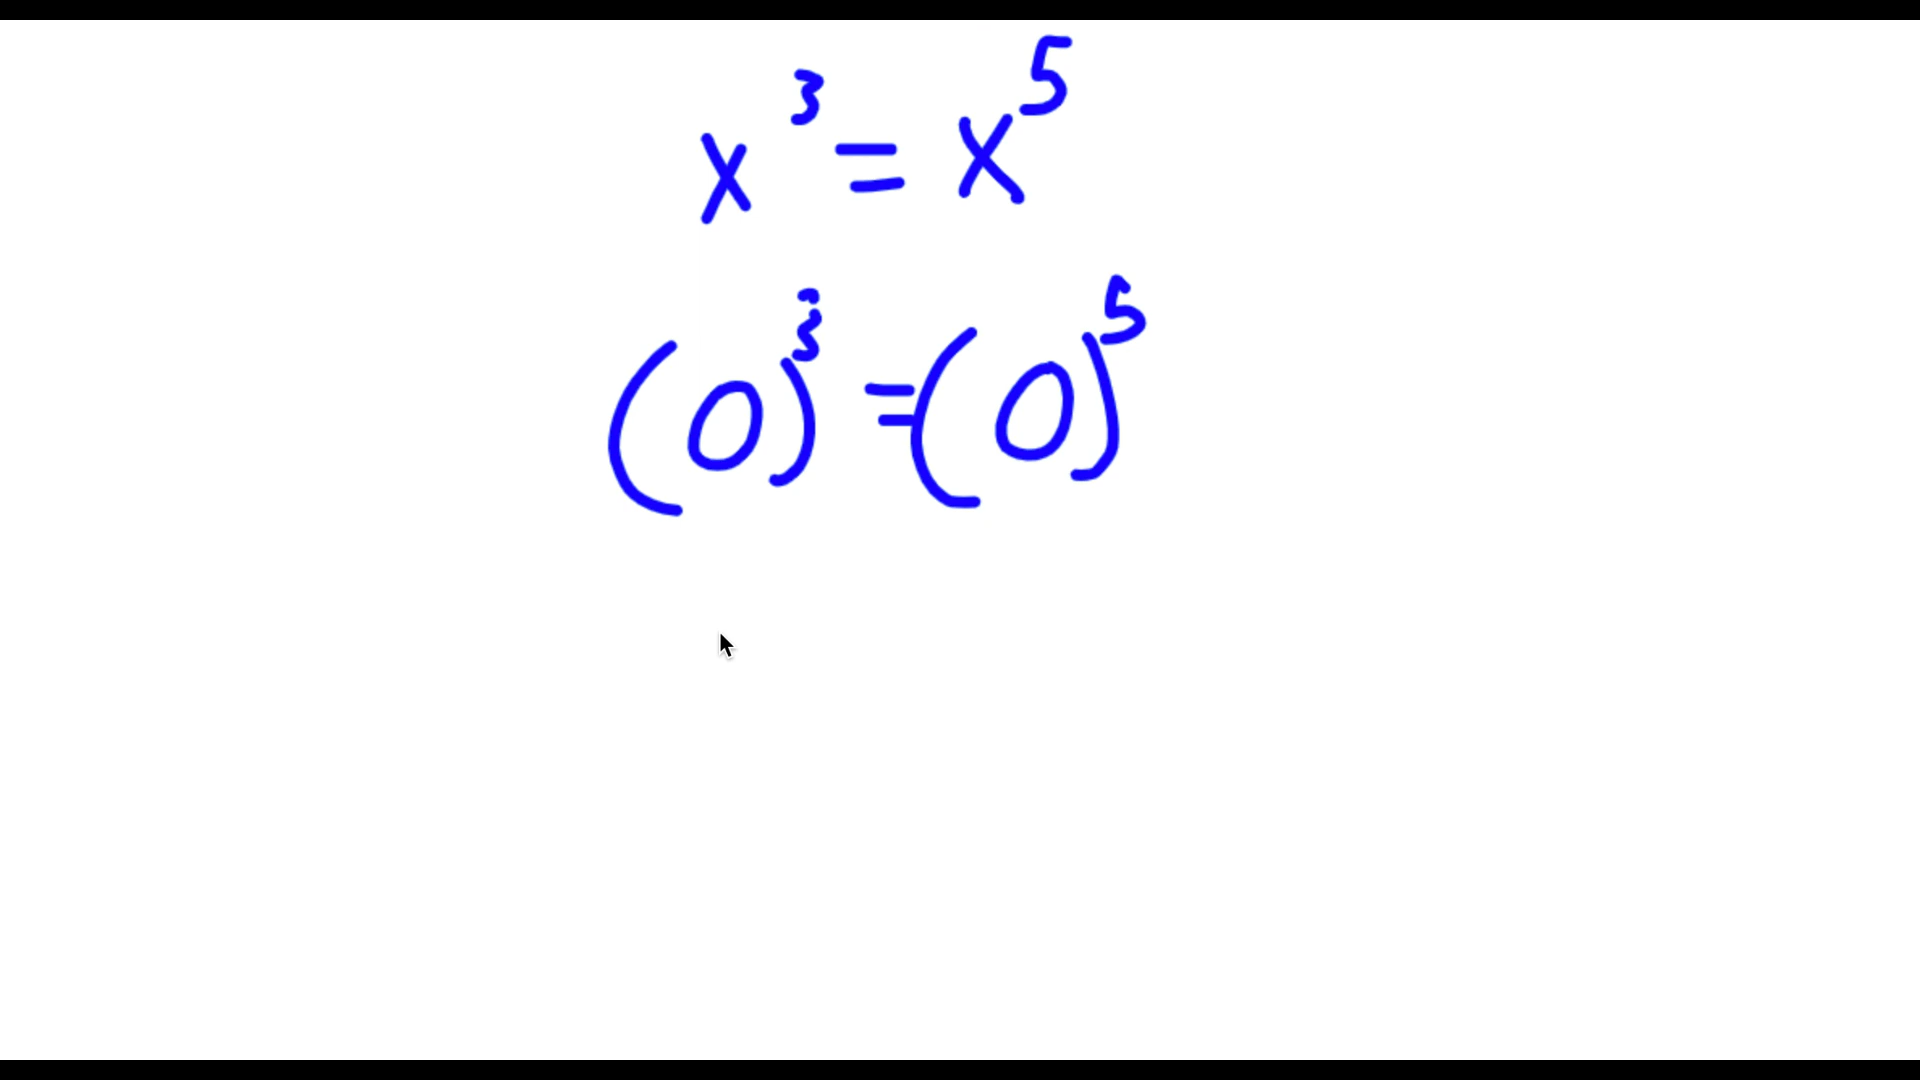 x³ = x⁵
(0)³ = (0)⁵